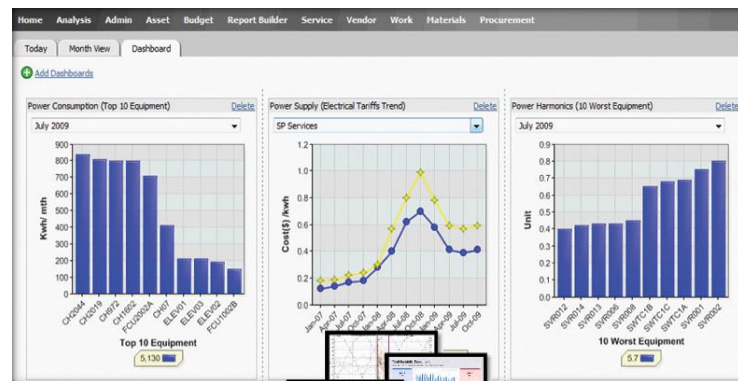 Home Analysis Admin Asset Budget Report Builder Service Vendor Work Materials Procurement
Today Month View Dashboard
Add Dashboards
Power Consumption (Top 10 Equipment) Delete
July 2009
900
800
700
600
500
400
300
200
100
0
Kwh/ mth
CH2044 CH2019 CH972 CH1602 FCU2002A CH07 ELEV01 ELEV03 ELEV02 FCU1002B
Top 10 Equipment
5,130
Power Supply (Electrical Tariffs Trend) Delete
SP Services
1.2
1.0
0.8
0.6
0.4
0.2
0.0
Cost($) /kwh
Jan-07 Apr-07 Jul-07 Oct-07 Jan-08 Apr-08 Jul-08 Oct-08 Jan-09 Apr-09 Jul-09 Oct-09
Power Harmonics (10 Worst Equipment) Delete
July 2009
0.9
0.8
0.7
0.6
0.5
0.4
0.3
0.2
0.1
0.0
Unit
SVR012 SVR014 SVR013 SVR006 SVR008 SWTC1B SWTC1C SWTC1A SVR001 SVR002
10 Worst Equipment
5.7